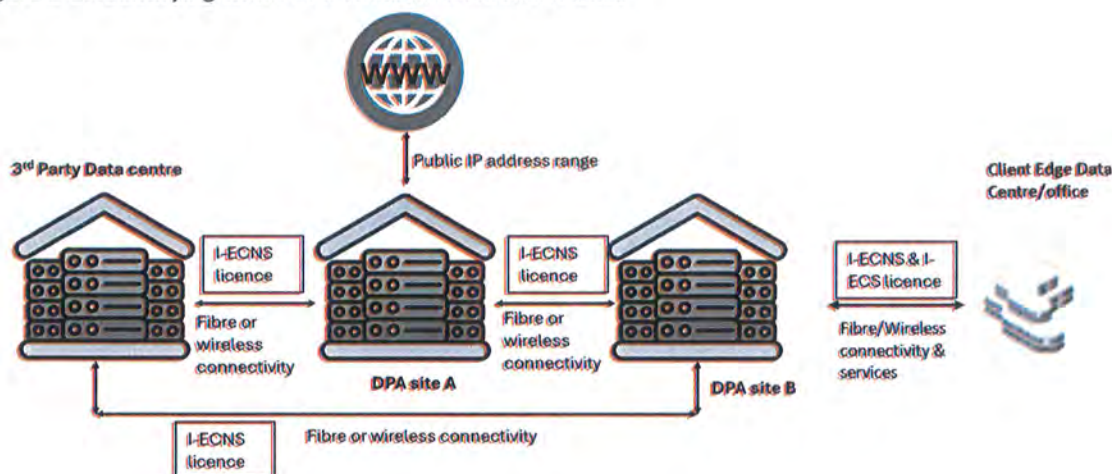 WWW
Public IP address range
3rd Party Data centre
Client Edge Data
Centre/office
I-ECNS
licence
I-ECNS
licence
I-ECNS & I-
ECS licence
Fibre or
wireless
connectivity
Fibre or
wireless
connectivity
Fibre/Wireless
connectivity &
services
DPA site A
DPA site B
I-ECNS
licence
Fibre or wireless connectivity